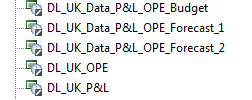 DL_UK_Data_P&L_OPE_Budget
DL_UK_Data_P&L_OPE_Forecast_1
DL_UK_Data_P&L_OPE_Forecast_2
DL_UK_OPE
DL_UK_P&L